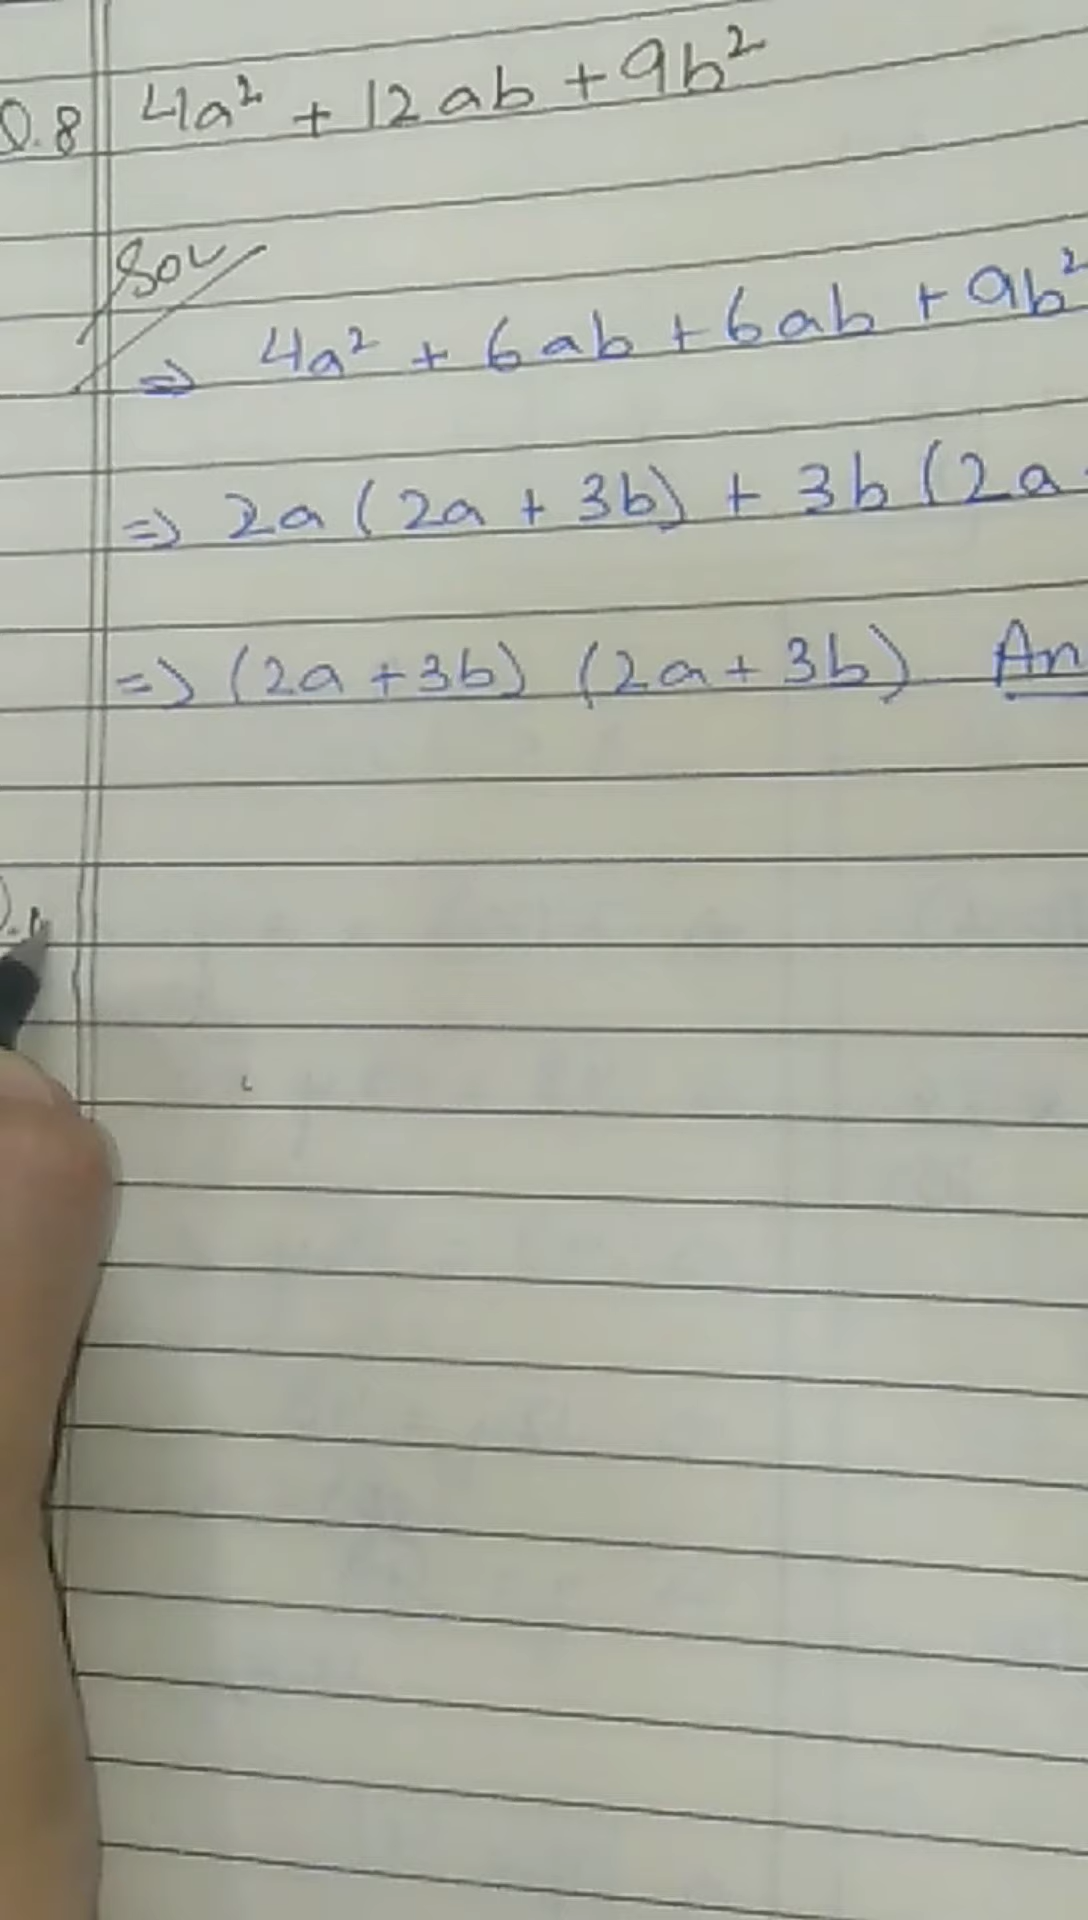 Q.8 4a² + 12ab + 9b²
Sol
⇒ 4a² + 6ab + 6ab + 9b²
⇒ 2a (2a + 3b) + 3b (2a
⇒ (2a + 3b) (2a + 3b) An